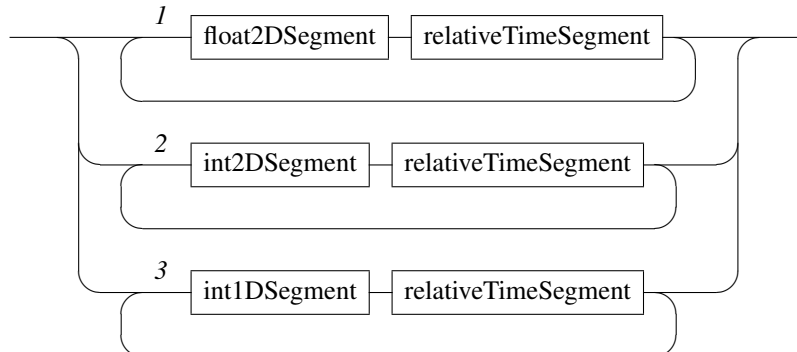 1
float2DSegment relativeTimeSegment
2
int2DSegment relativeTimeSegment
3
int1DSegment relativeTimeSegment